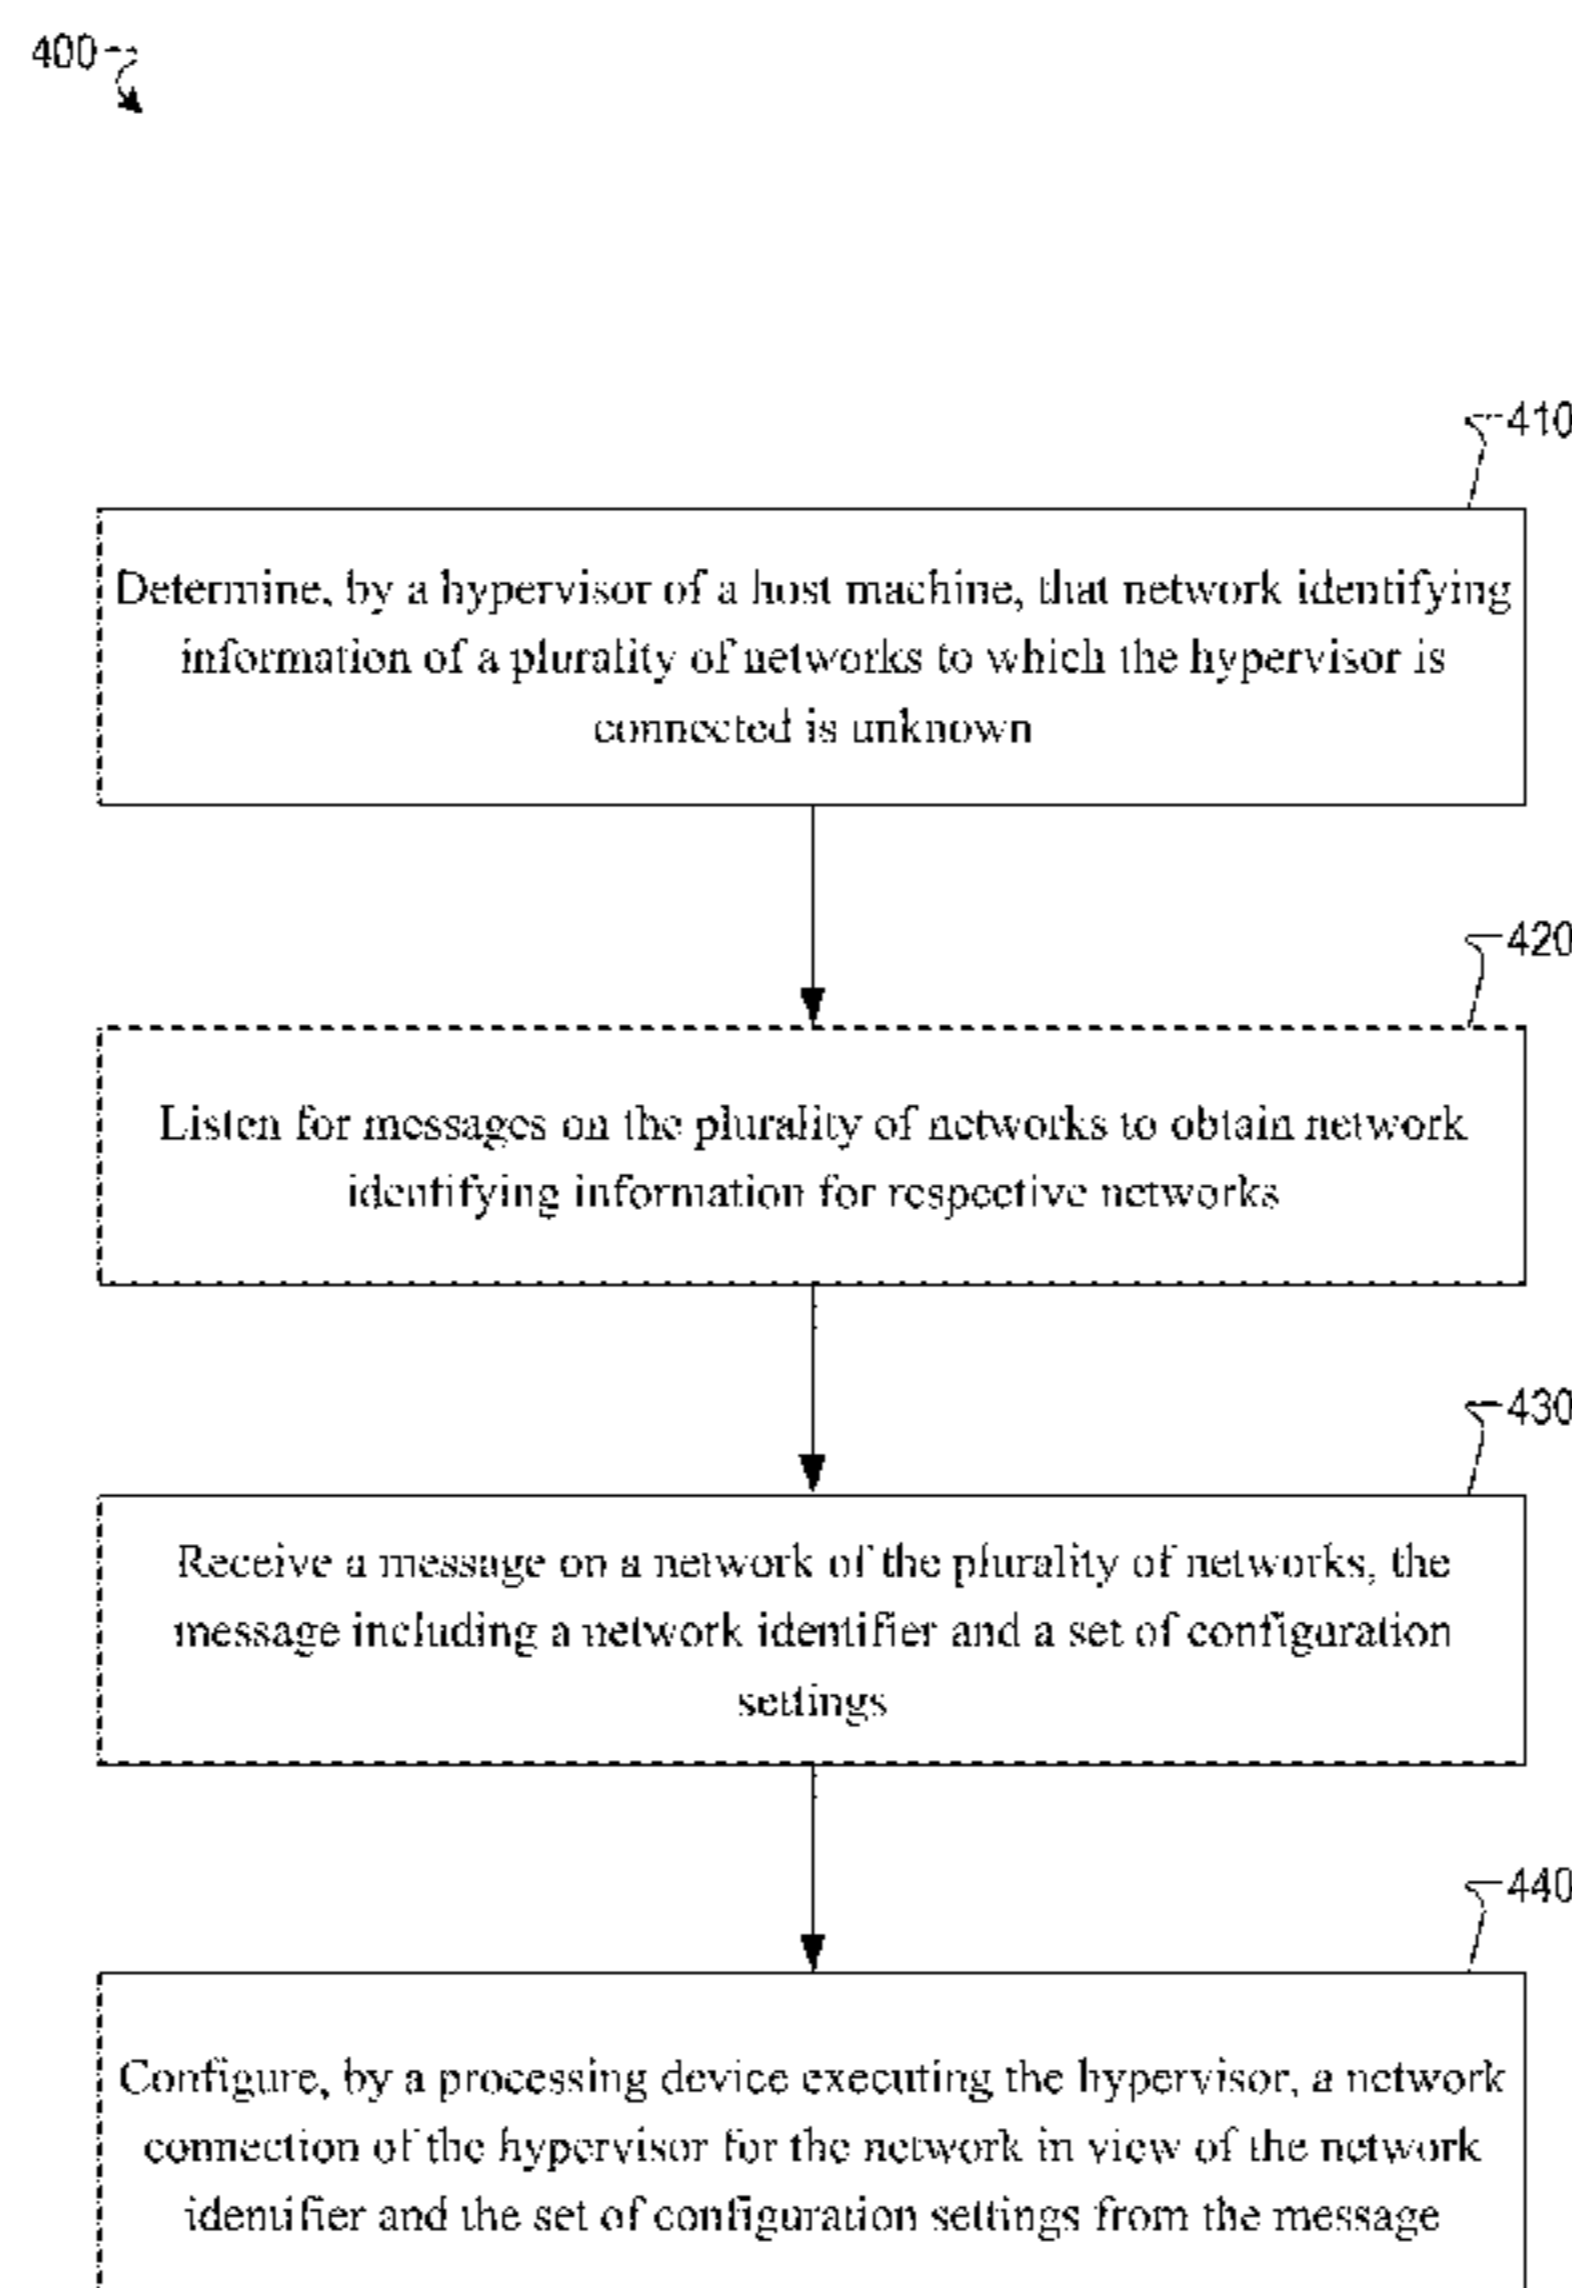 400
410
Determine, by a hypervisor of a host machine, that network identifying
information of a plurality of networks to which the hypervisor is
connected is unknown
420
Listen for messages on the plurality of networks to obtain network
identifying information for respective networks
430
Receive a message on a network of the plurality of networks, the
message including a network identifier and a set of configuration
settings
440
Configure, by a processing device executing the hypervisor, a network
connection of the hypervisor for the network in view of the network
identifier and the set of configuration settings from the message